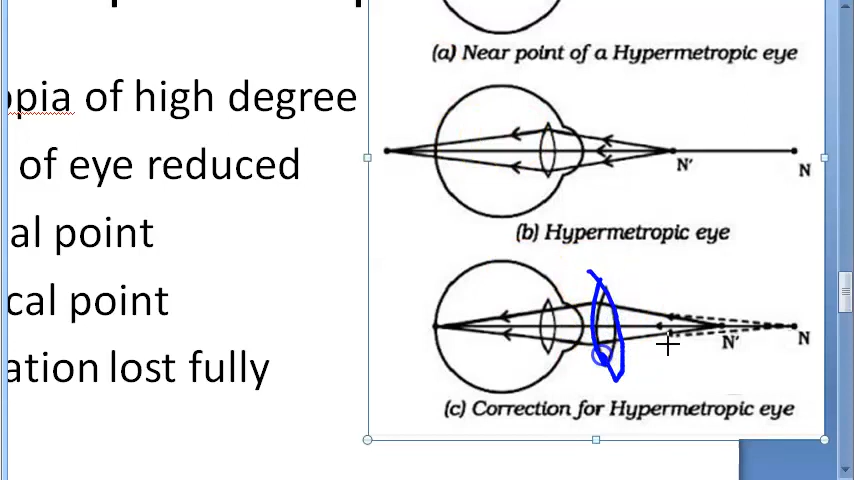 (a) Near point of a Hypermetropic eye
opia of high degree
of eye reduced
N'
N
al point
(b) Hypermetropic eye
cal point
N'
N
ation lost fully
(c) Correction for Hypermetropic eye